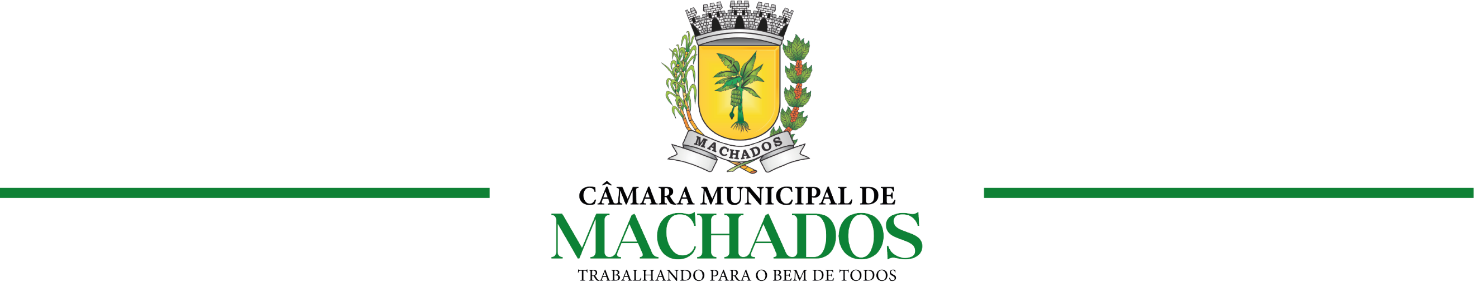 MACHADOS
CÂMARA MUNICIPAL DE
MACHADOS
TRABALHANDO PARA O BEM DE TODOS